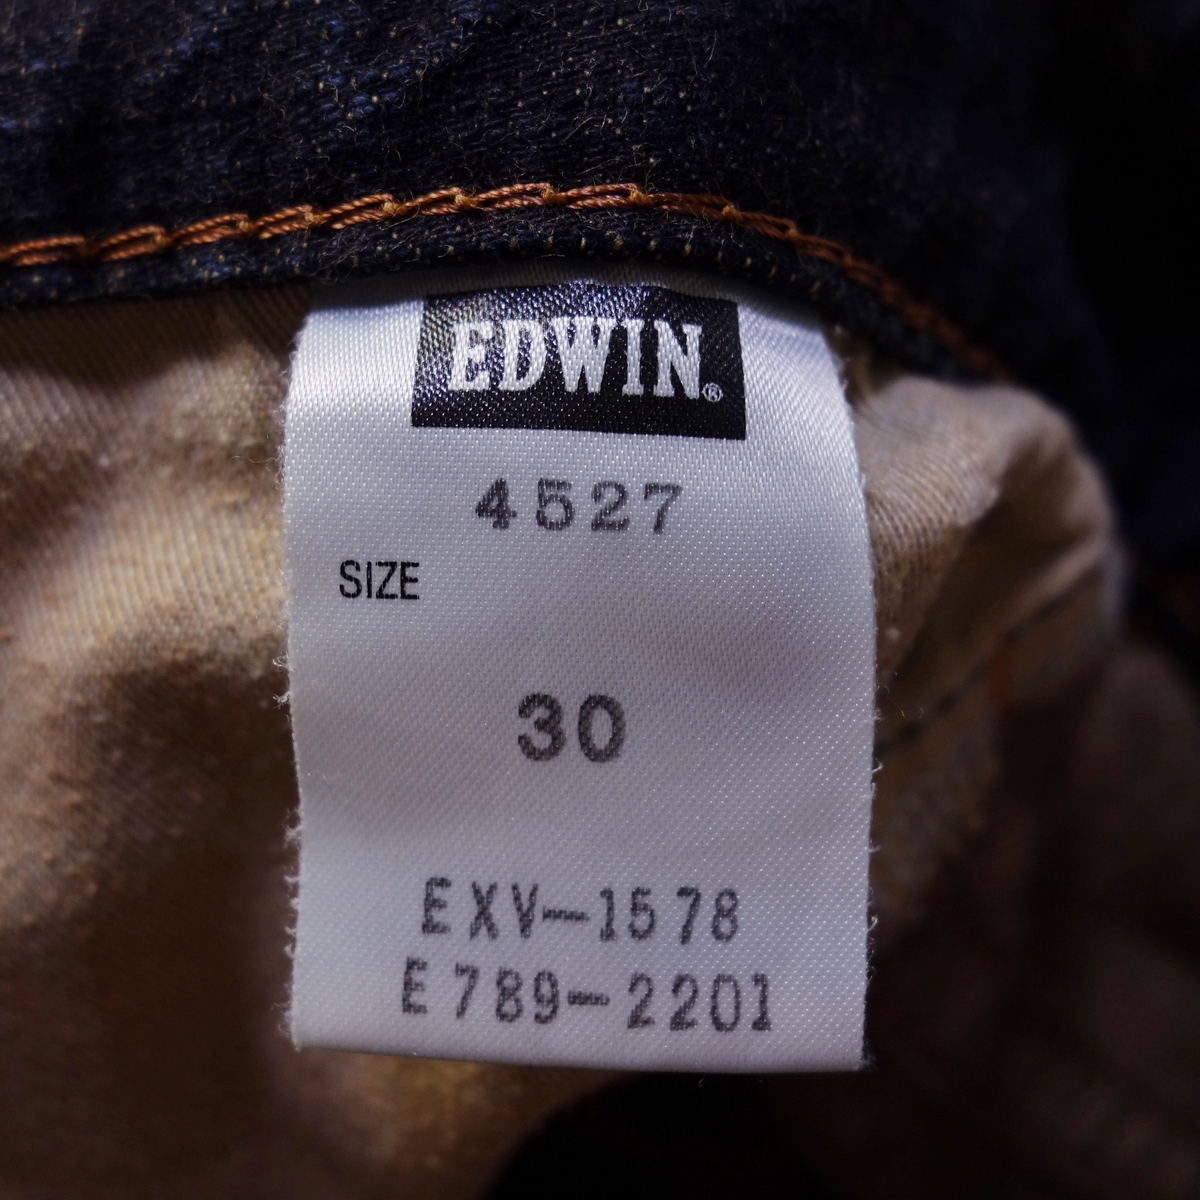 EDWIN®
4527
SIZE
30
EXV-1578
E789-2201